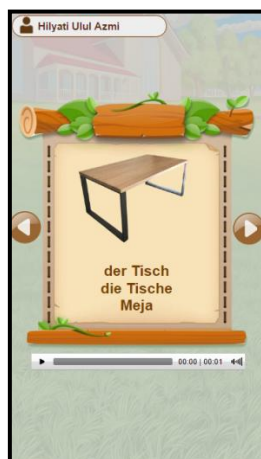 Hilyati Ulul Azmi
der Tisch
die Tische
Meja
00:00 | 00:01